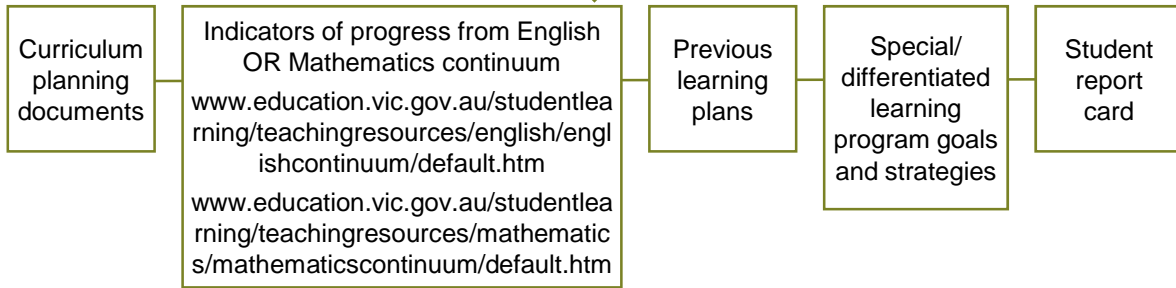 Curriculum
planning
documents
Indicators of progress from English
OR Mathematics continuum
www.education.vic.gov.au/studentlea
rning/teachingresources/english/engl
ishcontinuum/default.htm
www.education.vic.gov.au/studentlea
rning/teachingresources/mathematic
s/mathematicscontinuum/default.htm
Previous
learning
plans
Special/
differentiated
learning
program goals
and strategies
Student
report
card